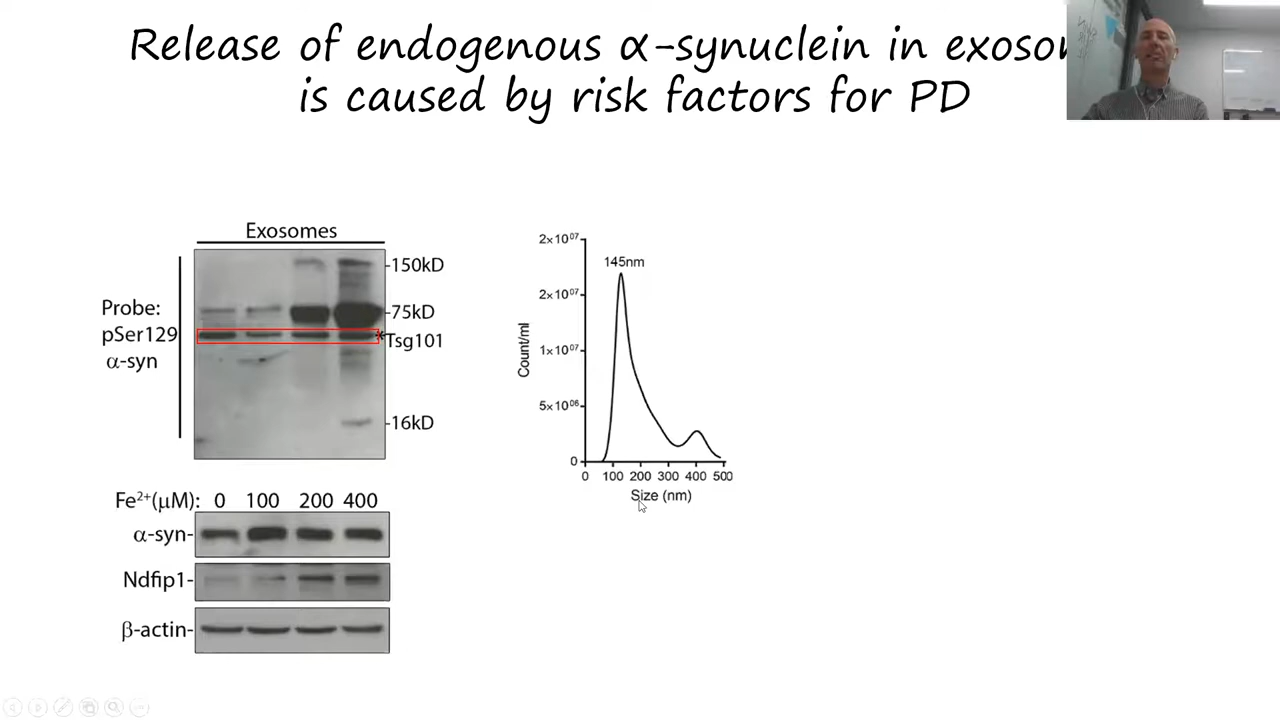 Release of endogenous α-synuclein in
is caused by risk factors for PD
Exosomes
-150kD
Probe:
-75kD
pSer129
*Tsg101
α-syn
-16kD
Fe²⁺(μM): 0 100 200 400
α-syn-
Ndfip1-
β-actin-
2×10⁰⁷
145nm
2×10⁰⁷
1×10⁰⁷
5×10⁰⁶
0
Count/ml
0 100 200 300 400 500
Size (nm)